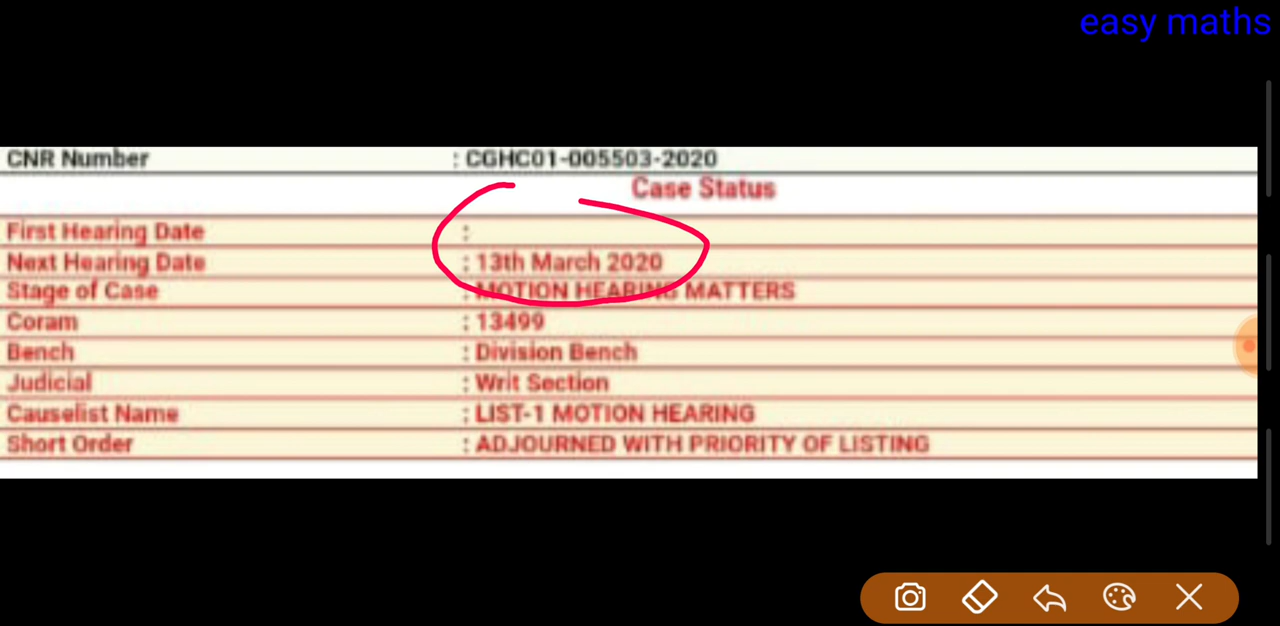 easy maths
CNR Number : CGHC01-005503-2020
Case Status
First Hearing Date :
Next Hearing Date : 13th March 2020
Stage of Case : MOTION HEARING MATTERS
Coram : 13499
Bench : Division Bench
Judicial : Writ Section
Causelist Name : LIST-1 MOTION HEARING
Short Order : ADJOURNED WITH PRIORITY OF LISTING